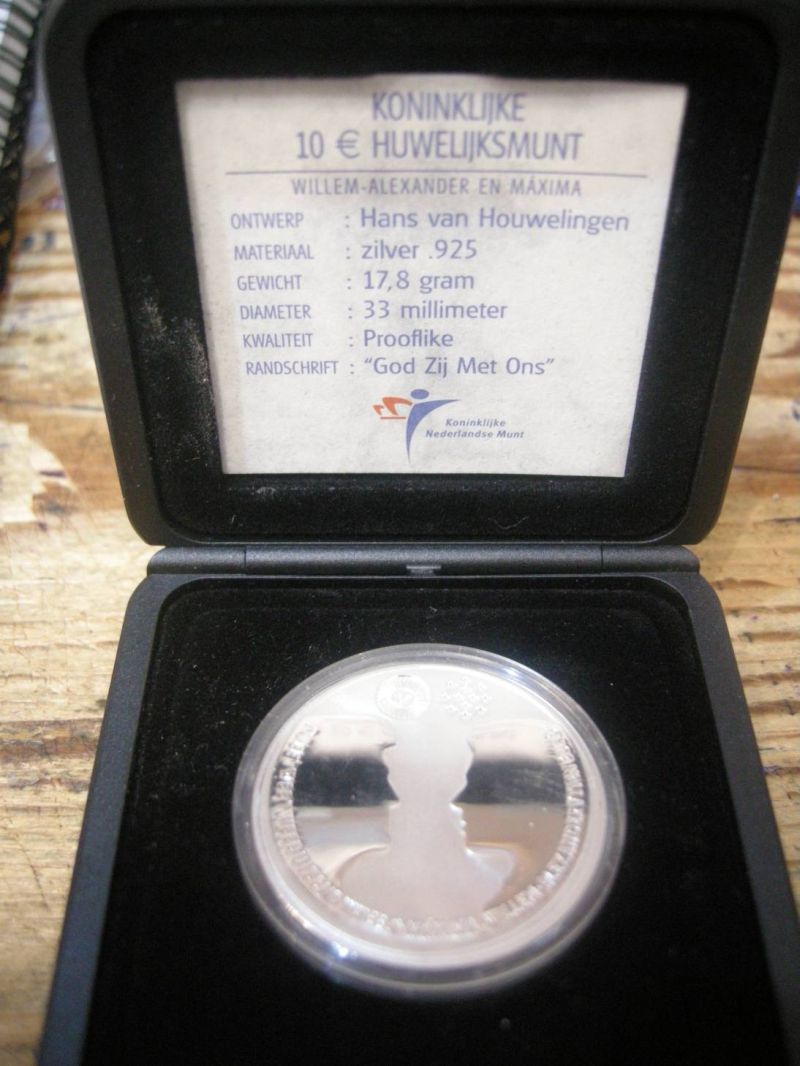 KONINKLIJKE
10 € HUWELIJKSMUNT
WILLEM-ALEXANDER EN MÁXIMA
ONTWERP : Hans van Houwelingen
MATERIAAL : zilver .925
GEWICHT : 17,8 gram
DIAMETER : 33 millimeter
KWALITEIT : Prooflike
RANDSCHRIFT : “God Zij Met Ons”
Koninklijke
Nederlandse Munt